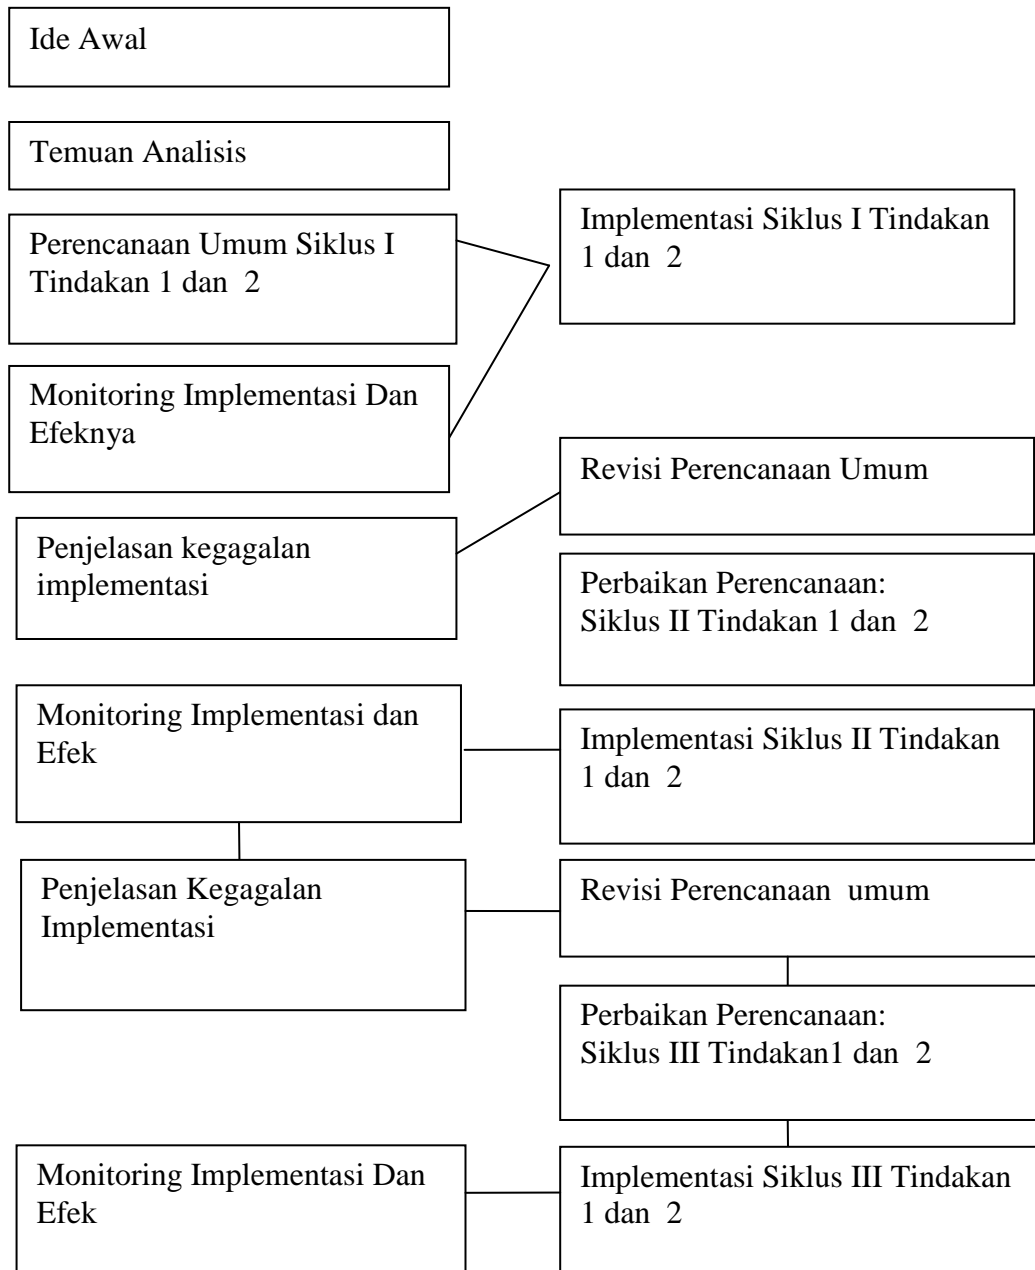 Ide Awal
Temuan Analisis
Perencanaan Umum Siklus I
Tindakan 1 dan  2
Implementasi Siklus I Tindakan
1 dan  2
Monitoring Implementasi Dan
Efeknya
Penjelasan kegagalan
implementasi
Revisi Perencanaan Umum
Perbaikan Perencanaan:
Siklus II Tindakan 1 dan  2
Monitoring Implementasi dan
Efek
Implementasi Siklus II Tindakan
1 dan  2
Penjelasan Kegagalan
Implementasi
Revisi Perencanaan  umum
Perbaikan Perencanaan:
Siklus III Tindakan1 dan  2
Monitoring Implementasi Dan
Efek
Implementasi Siklus III Tindakan
1 dan  2